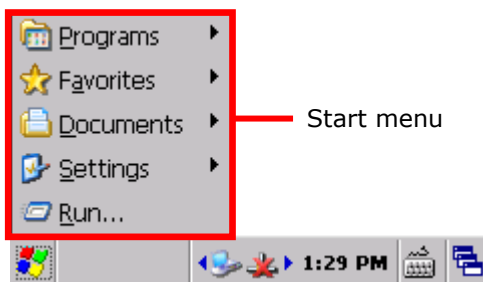 Programs
Favorites
Documents
Start menu
Settings
Run...
1:29 PM